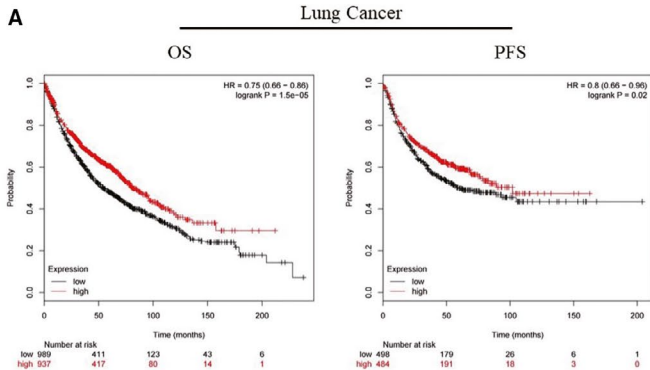 A
Lung Cancer
OS
HR = 0.75 (0.66 − 0.86)
logrank P = 1.5e−05
Probability
1.0
0.8
0.6
0.4
0.2
0.0
Expression
low
high
0
50
100
150
200
Time (months)
Number at risk
low 989 411 123 43 6
high 937 417 80 14 1
PFS
HR = 0.8 (0.66 − 0.96)
logrank P = 0.02
Probability
1.0
0.8
0.6
0.4
0.2
0.0
Expression
low
high
0
50
100
150
200
Time (months)
Number at risk
low 498 179 26 6 1
high 484 191 18 3 0